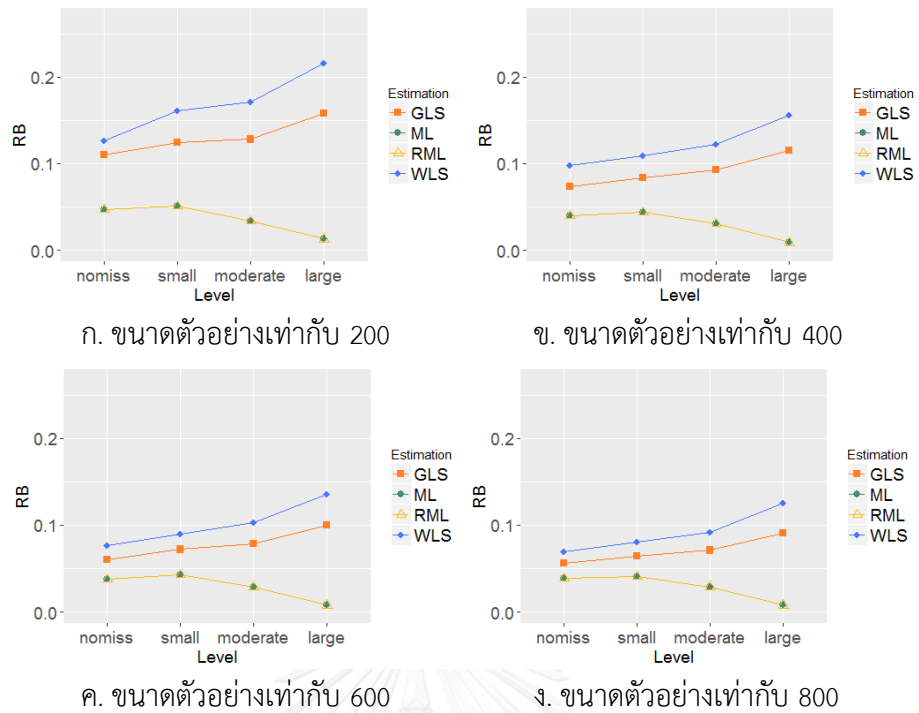 0.2
0.1
0.0
RB
nomiss small moderate large
Level
Estimation
GLS
ML
RML
WLS
ก. ขนาดตัวอย่างเท่ากับ 200
0.2
0.1
0.0
RB
nomiss small moderate large
Level
Estimation
GLS
ML
RML
WLS
ข. ขนาดตัวอย่างเท่ากับ 400
0.2
0.1
0.0
RB
nomiss small moderate large
Level
Estimation
GLS
ML
RML
WLS
ค. ขนาดตัวอย่างเท่ากับ 600
0.2
0.1
0.0
RB
nomiss small moderate large
Level
Estimation
GLS
ML
RML
WLS
ง. ขนาดตัวอย่างเท่ากับ 800